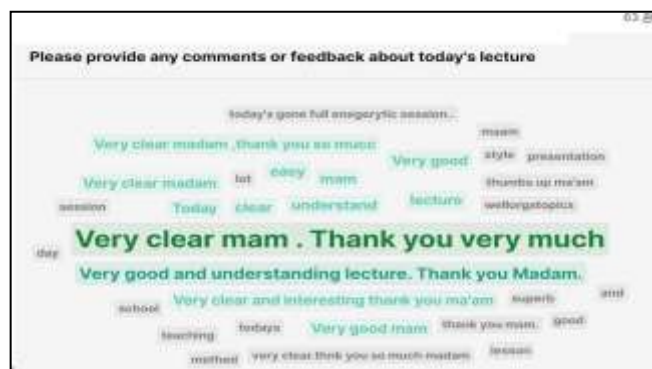 63
Please provide any comments or feedback about today's lecture
today's gone full enegerytic session..
maam
Very clear madam ,thank you so mucc
Very good style presentation
easy
Very clear madam lot mam thumbs up ma'am
session Today clear understand lecture wellorgstopics
Very clear mam . Thank you very much
day
Very good and understanding lecture. Thank you Madam.
school Very clear and interesting thank you ma'am superb and
teaching todays Very good mam thank you mam. good
method very clear.thnk you so much madam lesson